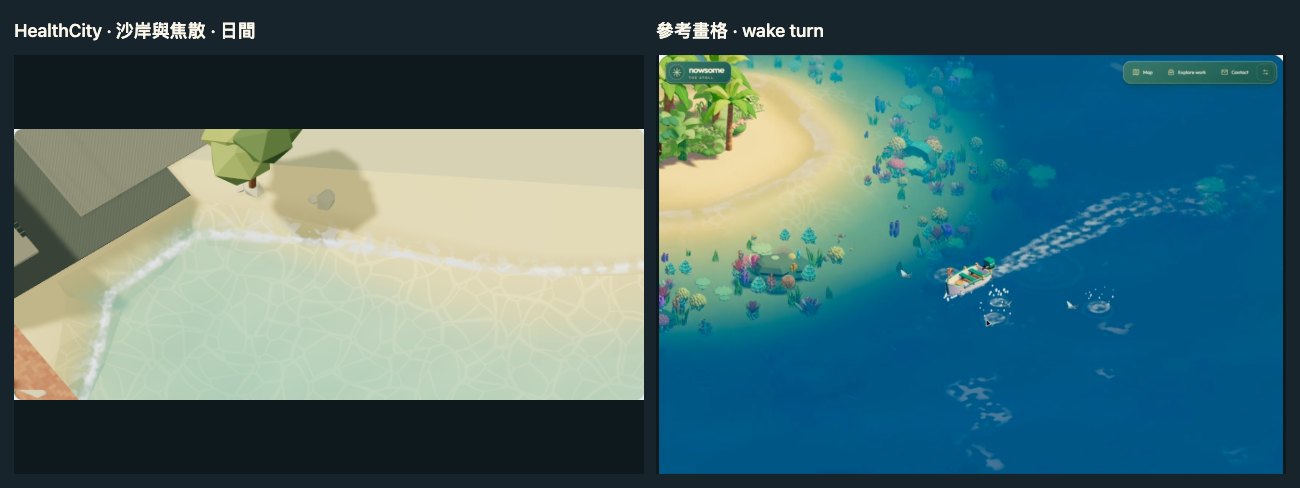 HealthCity · 沙岸與焦散 · 日間
參考畫格 · wake turn
nowsome
THE ATOLL
Map
Explore work
Contact